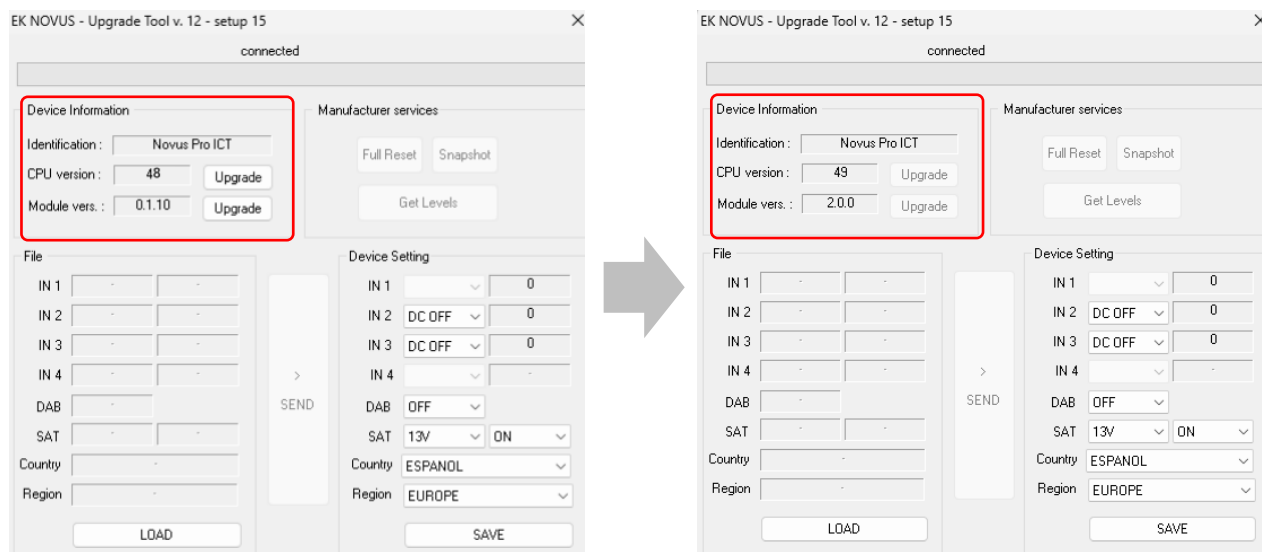 EK NOVUS - Upgrade Tool v. 12 - setup 15
connected
Device Information
Identification : Novus Pro ICT
CPU version : 48 Upgrade
Module vers. : 0.1.10 Upgrade
Manufacturer services
Full Reset Snapshot
Get Levels
File
IN 1 - -
IN 2 - -
IN 3 - -
IN 4 - -
DAB -
SAT - -
Country -
Region -
LOAD
>
SEND
Device Setting
IN 1 0
IN 2 DC OFF 0
IN 3 DC OFF 0
IN 4 -
DAB OFF
SAT 13V ON
Country ESPANOL
Region EUROPE
SAVE
EK NOVUS - Upgrade Tool v. 12 - setup 15
connected
Device Information
Identification : Novus Pro ICT
CPU version : 49 Upgrade
Module vers. : 2.0.0 Upgrade
Manufacturer services
Full Reset Snapshot
Get Levels
File
IN 1 - -
IN 2 - -
IN 3 - -
IN 4 - -
DAB -
SAT - -
Country -
Region -
LOAD
>
SEND
Device Setting
IN 1 0
IN 2 DC OFF 0
IN 3 DC OFF 0
IN 4 -
DAB OFF
SAT 13V ON
Country ESPANOL
Region EUROPE
SAVE